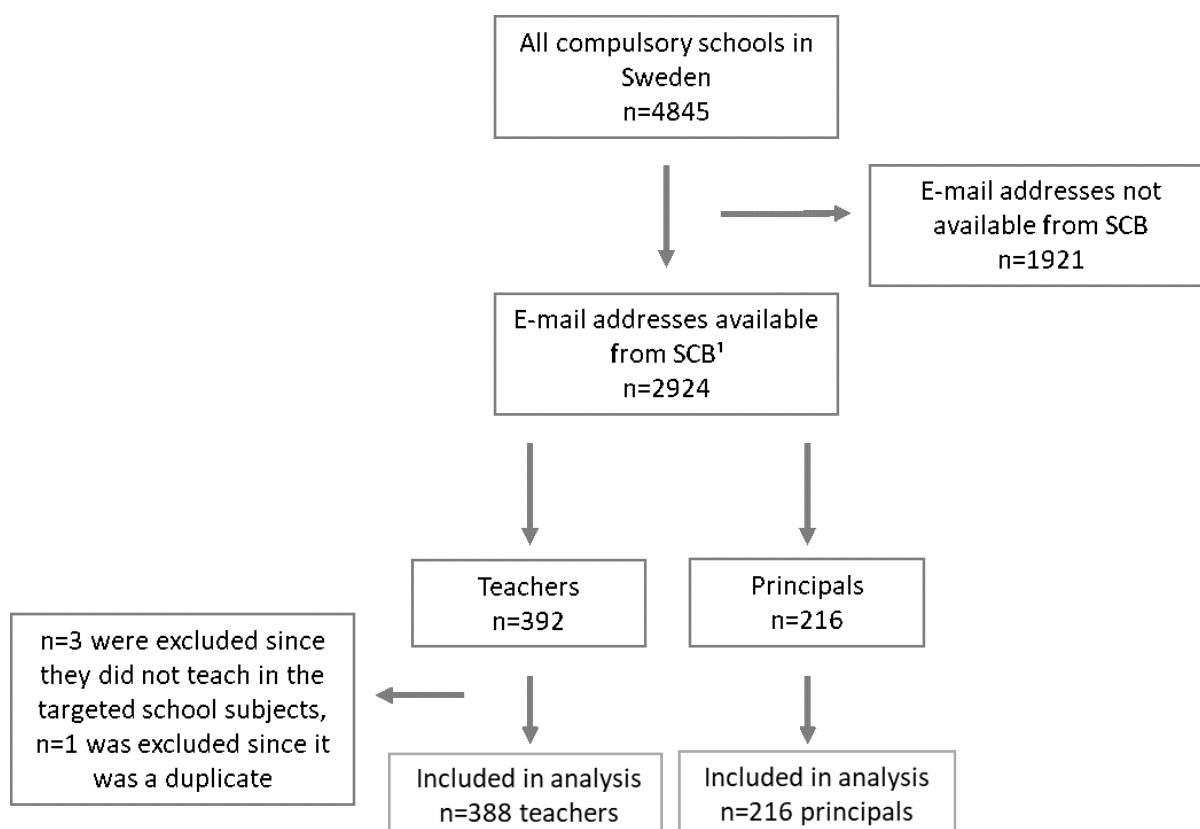 All compulsory schools in
Sweden
n=4845
E-mail addresses not
available from SCB
n=1921
E-mail addresses available
from SCB¹
n=2924
Teachers
n=392
Principals
n=216
n=3 were excluded since
they did not teach in the
targeted school subjects,
n=1 was excluded since it
was a duplicate
Included in analysis
n=388 teachers
Included in analysis
n=216 principals